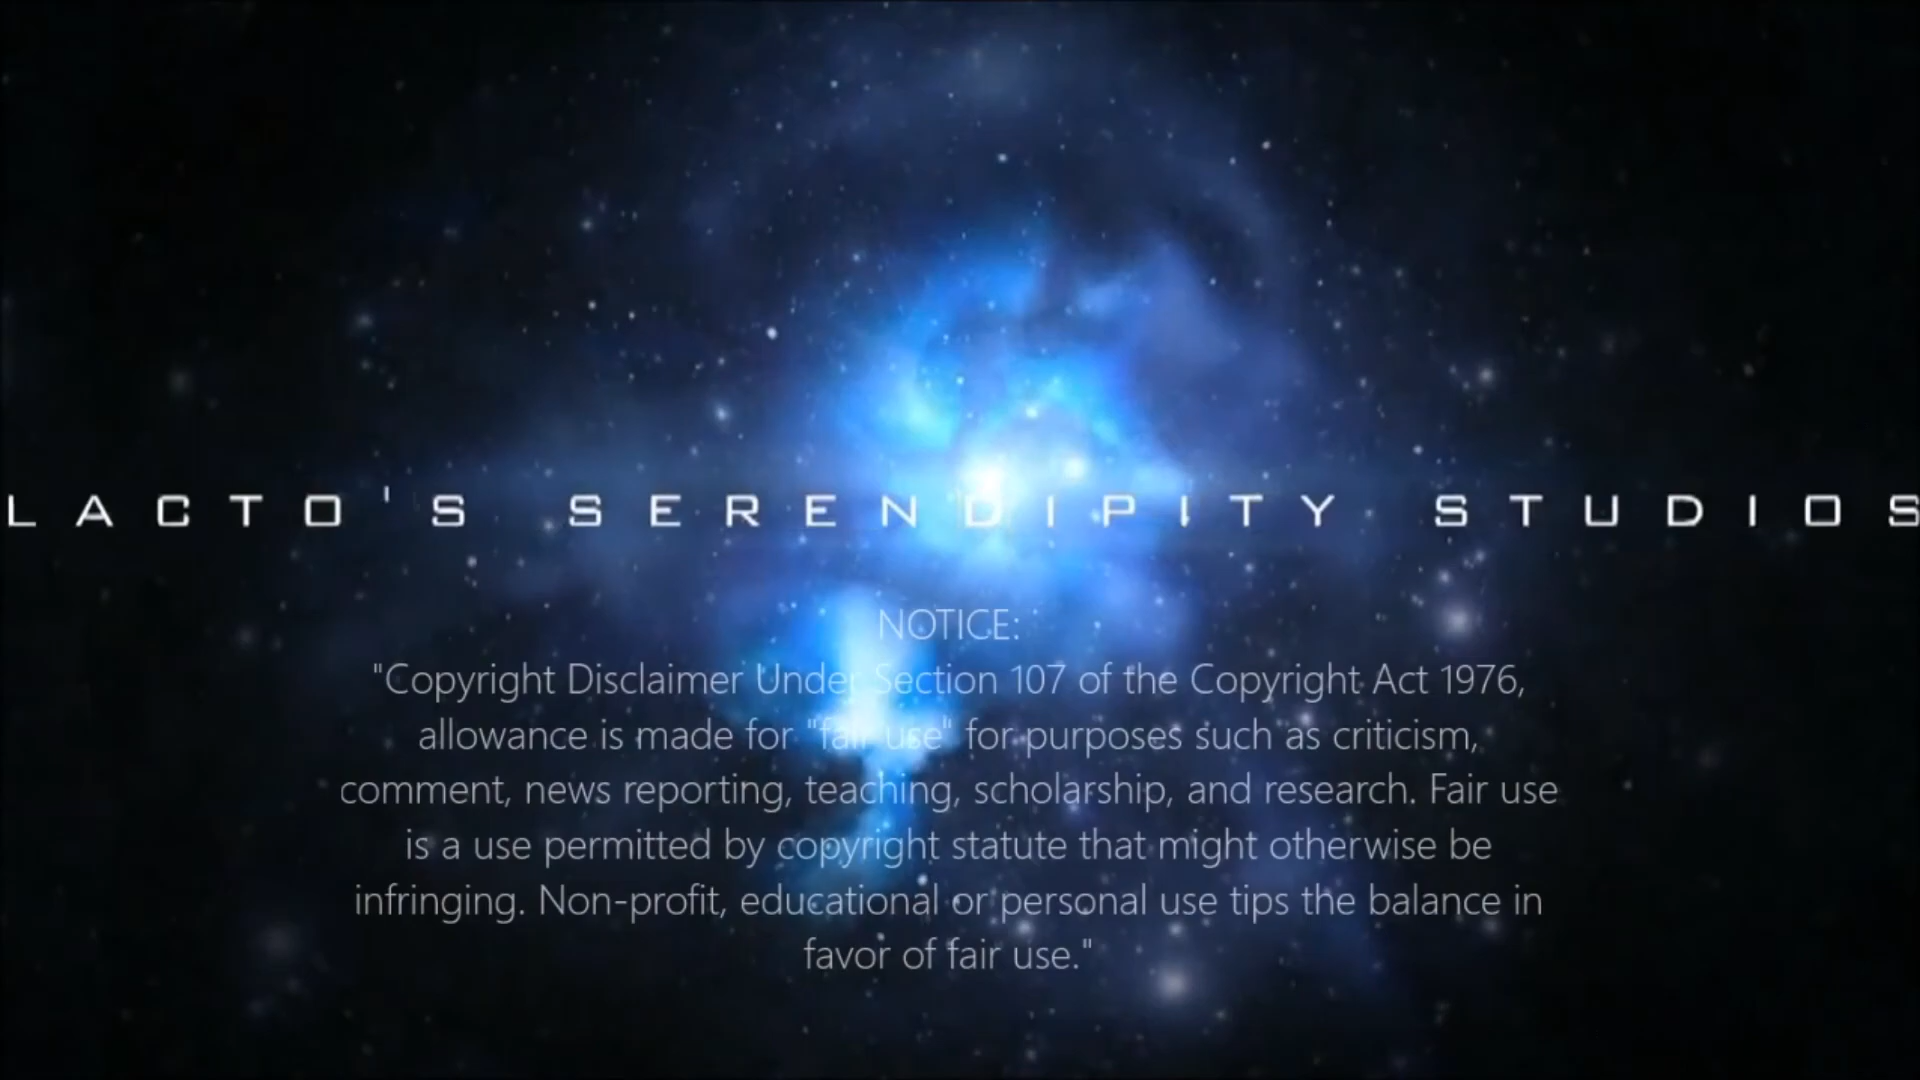 LACTO'S SERENDIPITY STUDIOS
NOTICE:
"Copyright Disclaimer Under Section 107 of the Copyright Act 1976,
allowance is made for "fair use" for purposes such as criticism,
comment, news reporting, teaching, scholarship, and research. Fair use
is a use permitted by copyright statute that might otherwise be
infringing. Non-profit, educational or personal use tips the balance in
favor of fair use."